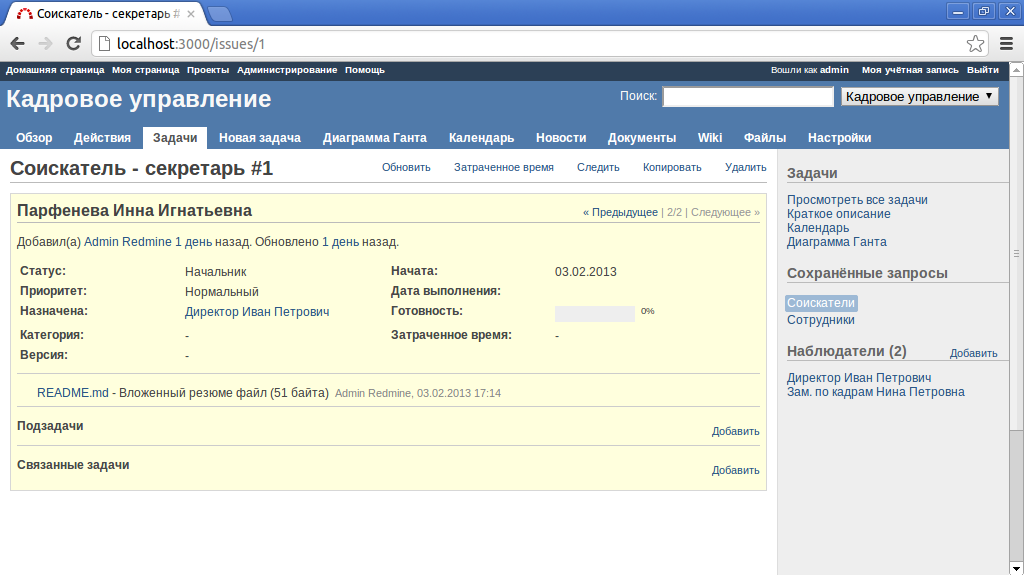 Соискатель - секретарь #
localhost:3000/issues/1
Домашняя страница Моя страница Проекты Администрирование Помощь Вошли как admin Моя учётная запись Выйти
Кадровое управление Поиск: Кадровое управление
Обзор Действия Задачи Новая задача Диаграмма Ганта Календарь Новости Документы Wiki Файлы Настройки
Соискатель - секретарь #1 Обновить Затраченное время Следить Копировать Удалить
Парфенева Инна Игнатьевна « Предыдущее | 2/2 | Следующее »
Добавил(а) Admin Redmine 1 день назад. Обновлено 1 день назад.
Статус: Начальник Начата: 03.02.2013
Приоритет: Нормальный Дата выполнения:
Назначена: Директор Иван Петрович Готовность: 0%
Категория: - Затраченное время: -
Версия: -
README.md - Вложенный резюме файл (51 байта) Admin Redmine, 03.02.2013 17:14
Подзадачи Добавить
Связанные задачи Добавить
Задачи
Просмотреть все задачи
Краткое описание
Календарь
Диаграмма Ганта
Сохранённые запросы
Соискатели
Сотрудники
Наблюдатели (2) Добавить
Директор Иван Петрович
Зам. по кадрам Нина Петровна